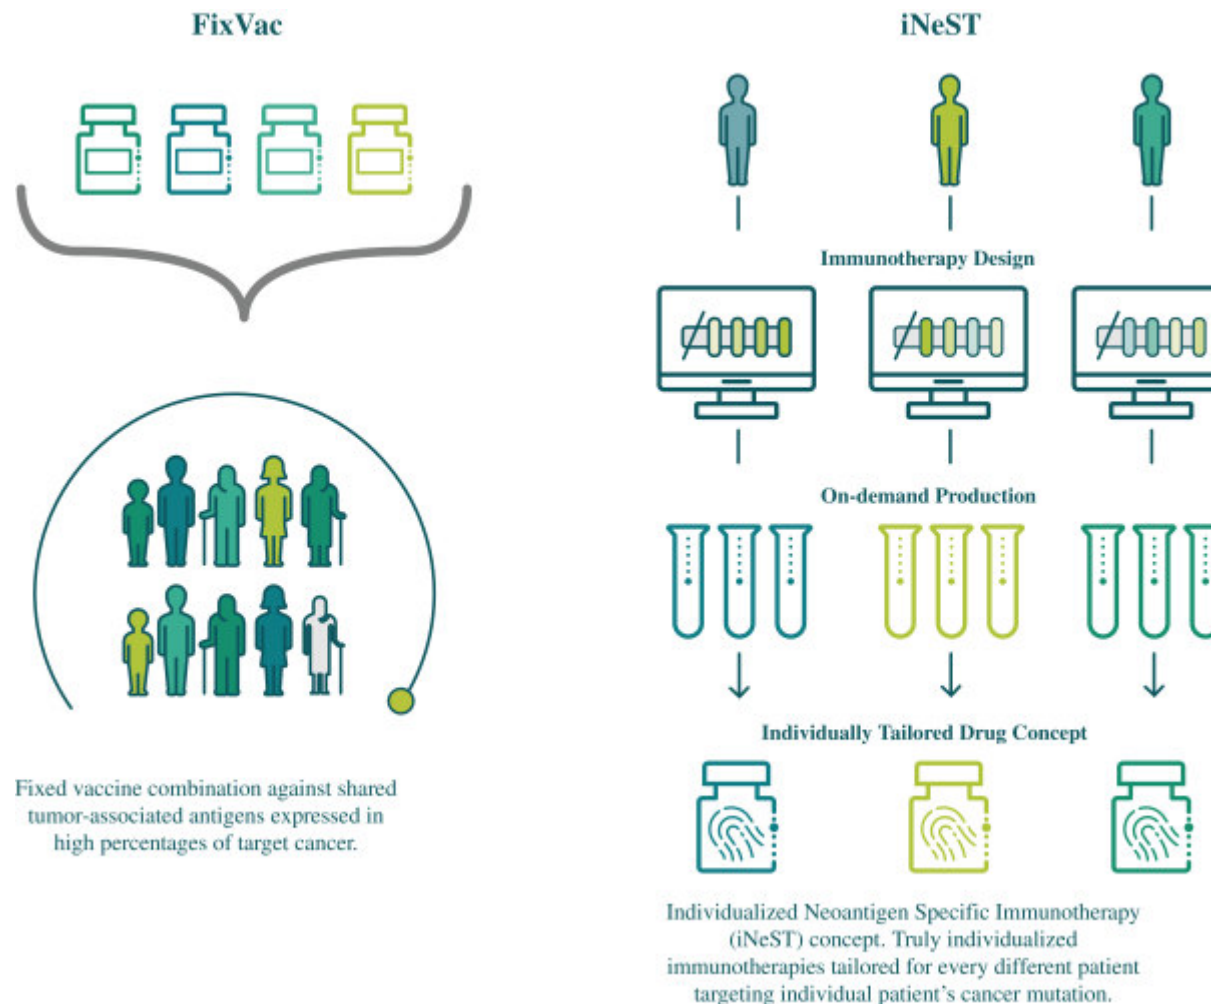 FixVac
Fixed vaccine combination against shared
tumor-associated antigens expressed in
high percentages of target cancer.
iNeST
Immunotherapy Design
On-demand Production
Individually Tailored Drug Concept
Individualized Neoantigen Specific Immunotherapy
(iNeST) concept. Truly individualized
immunotherapies tailored for every different patient
targeting individual patient's cancer mutation.